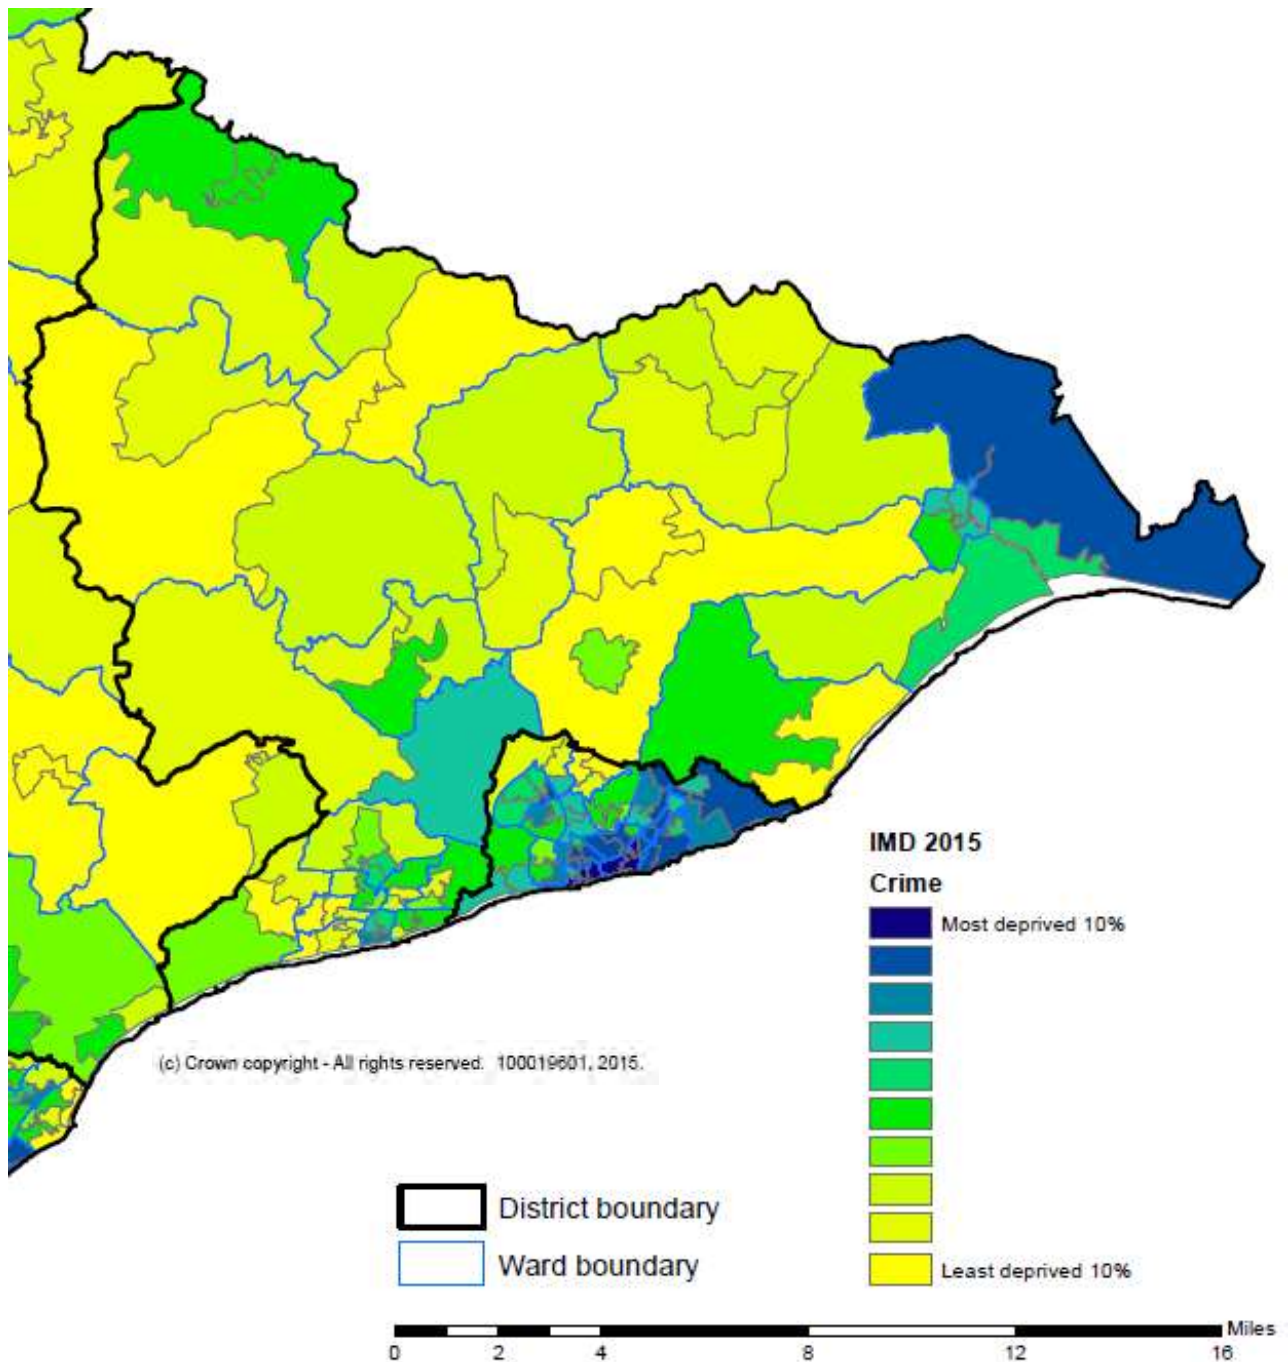 IMD 2015
Crime
Most deprived 10%
Least deprived 10%
(c) Crown copyright - All rights reserved. 100019601, 2015.
District boundary
Ward boundary
Miles
0 2 4 8 12 16